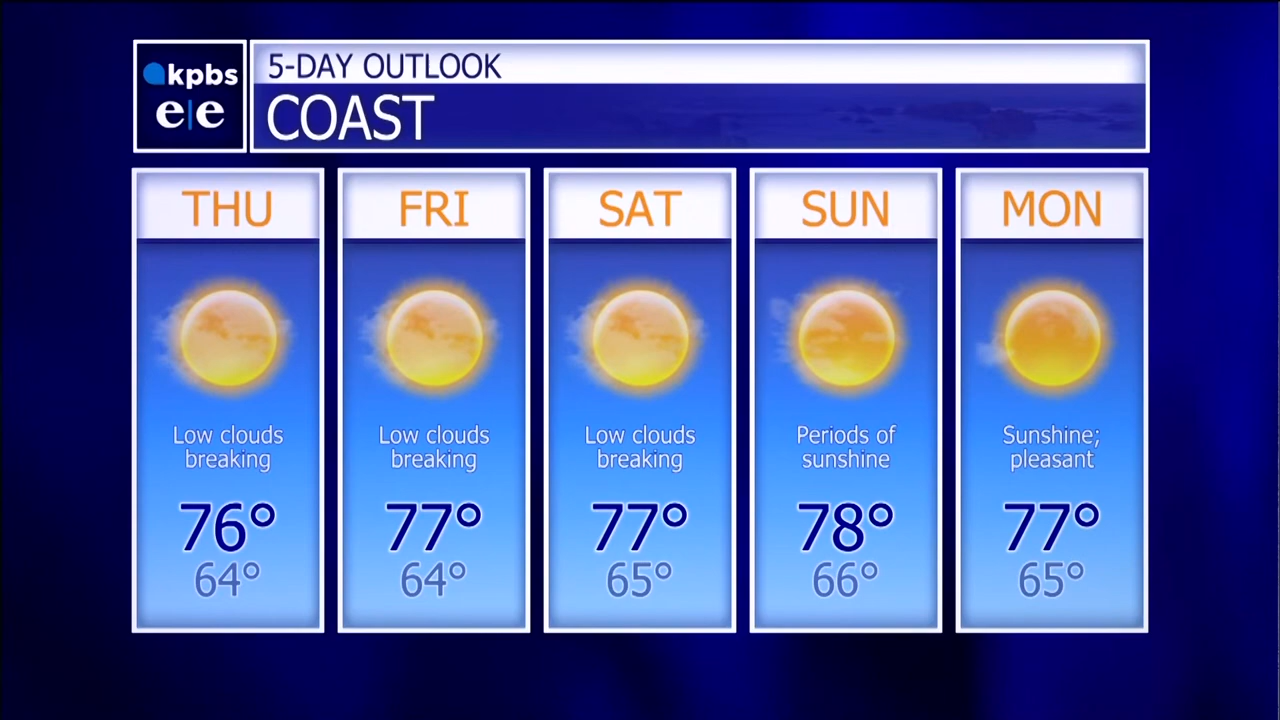 kpbs
e|e
5-DAY OUTLOOK
COAST
THU
Low clouds
breaking
76°
64°
FRI
Low clouds
breaking
77°
64°
SAT
Low clouds
breaking
77°
65°
SUN
Periods of
sunshine
78°
66°
MON
Sunshine;
pleasant
77°
65°